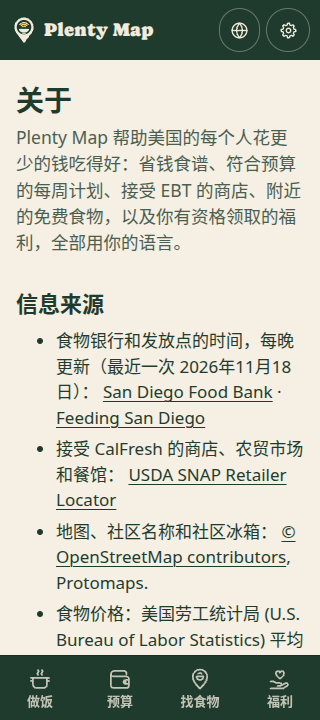 Plenty Map
关于
Plenty Map 帮助美国的每个人花更
少的钱吃得好：省钱食谱、符合预算
的每周计划、接受 EBT 的商店、附近
的免费食物，以及你有资格领取的福
利，全部用你的语言。
信息来源
• 食物银行和发放点的时间，每晚
更新（最近一次 2026年11月18
日）： San Diego Food Bank ·
Feeding San Diego
• 接受 CalFresh 的商店、农贸市场
和餐馆： USDA SNAP Retailer
Locator
• 地图、社区名称和社区冰箱： ©
OpenStreetMap contributors,
Protomaps.
• 食物价格：美国劳工统计局 (U.S.
Bureau of Labor Statistics) 平均
做饭 预算 找食物 福利